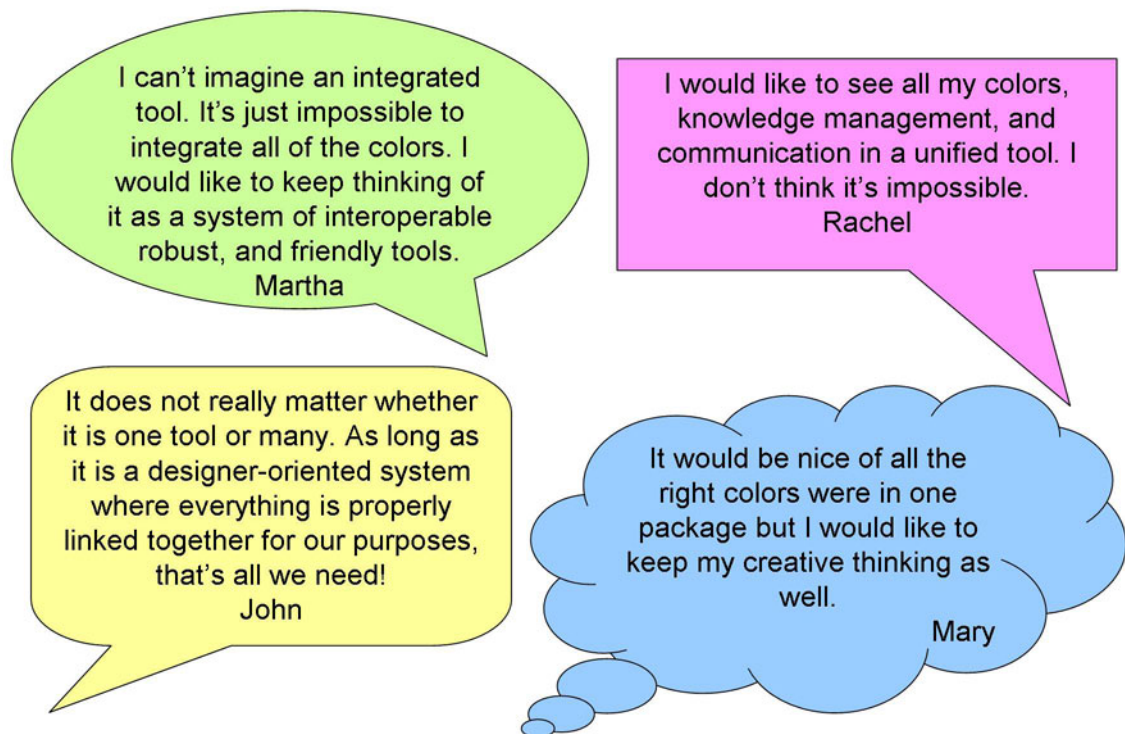 I can't imagine an integrated
tool. It's just impossible to
integrate all of the colors. I
would like to keep thinking of
it as a system of interoperable
robust, and friendly tools.
Martha
I would like to see all my colors,
knowledge management, and
communication in a unified tool. I
don't think it's impossible.
Rachel
It does not really matter whether
it is one tool or many. As long as
it is a designer-oriented system
where everything is properly
linked together for our purposes,
that's all we need!
John
It would be nice of all the
right colors were in one
package but I would like to
keep my creative thinking as
well.
Mary